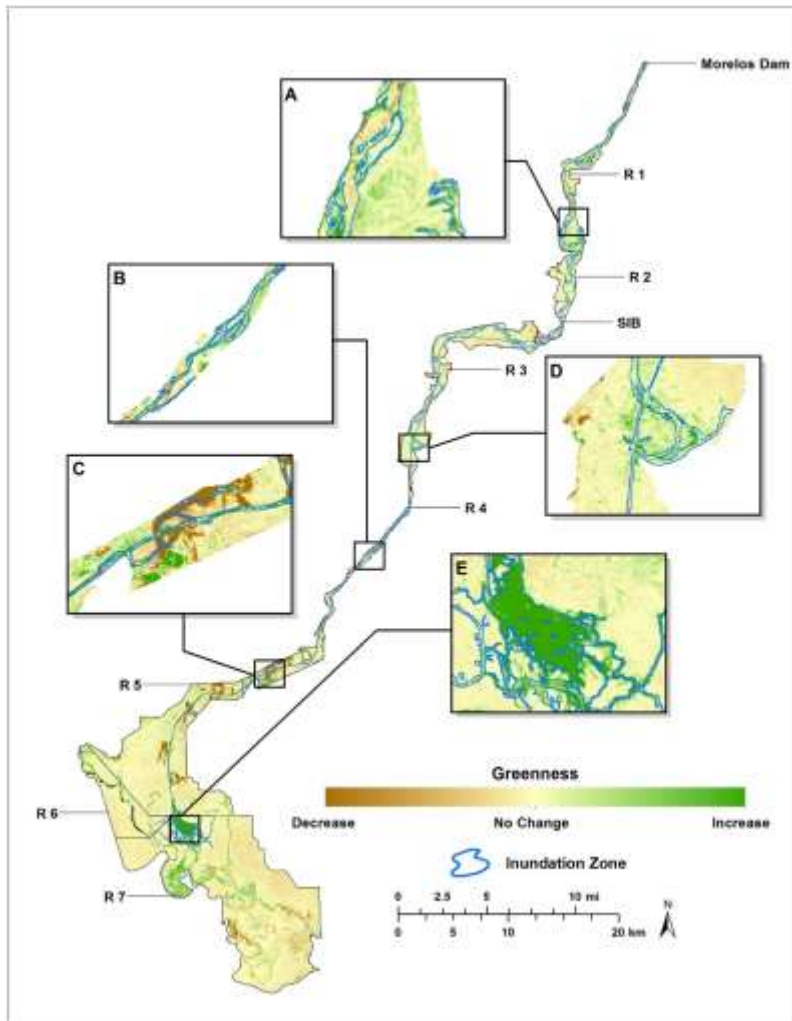 Morelos Dam
A
R 1
B
R 2
SIB
R 3
D
C
R 4
E
R 5
Greenness
Decrease
No Change
Increase
R 6
Inundation Zone
R 7
0 2.5 5 10 mi
0 5 10 20 km
N